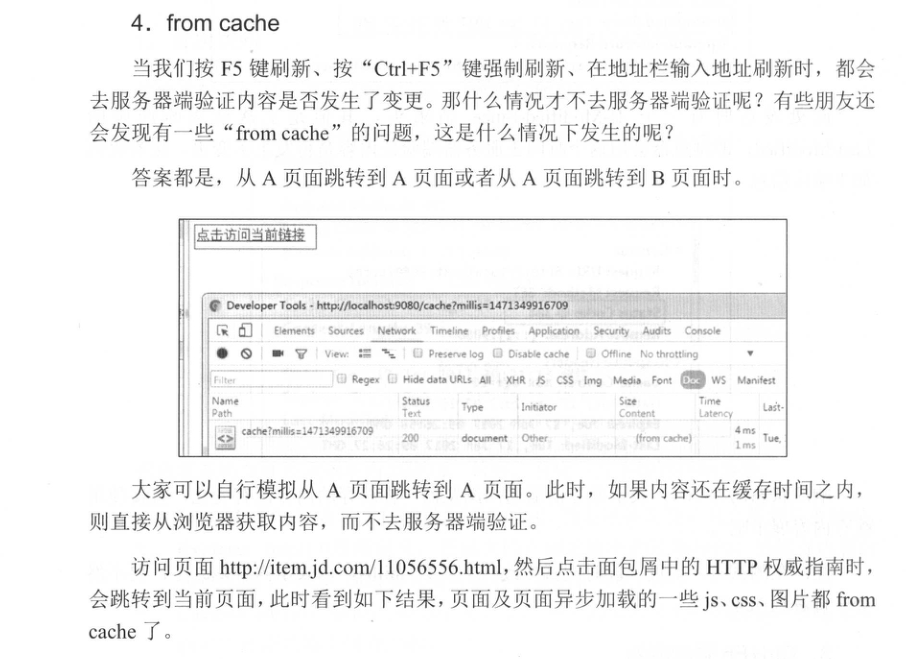 4．from cache
当我们按 F5 键刷新、按“Ctrl+F5”键强制刷新、在地址栏输入地址刷新时，都会
去服务器端验证内容是否发生了变更。那什么情况才不去服务器端验证呢？有些朋友还
会发现有一些“from cache”的问题，这是什么情况下发生的呢？
答案都是，从 A 页面跳转到 A 页面或者从 A 页面跳转到 B 页面时。
点击访问当前链接
Developer Tools - http://localhost:9080/cache?millis=1471349916709
Elements Sources Network Timeline Profiles Application Security Audits Console
View: Preserve log Disable cache Offline No throttling
Filter Regex Hide data URLs All XHR JS CSS Img Media Font Doc WS Manifest
Name Status Type Initiator Size Time Last-
Path Text Content Latency
cache?millis=1471349916709 200 document Other (from cache) 4 ms Tue,
1 ms
大家可以自行模拟从 A 页面跳转到 A 页面。此时，如果内容还在缓存时间之内，
则直接从浏览器获取内容，而不去服务器端验证。
访问页面 http://item.jd.com/11056556.html，然后点击面包屑中的 HTTP 权威指南时，
会跳转到当前页面，此时看到如下结果，页面及页面异步加载的一些 js、css、图片都 from
cache 了。